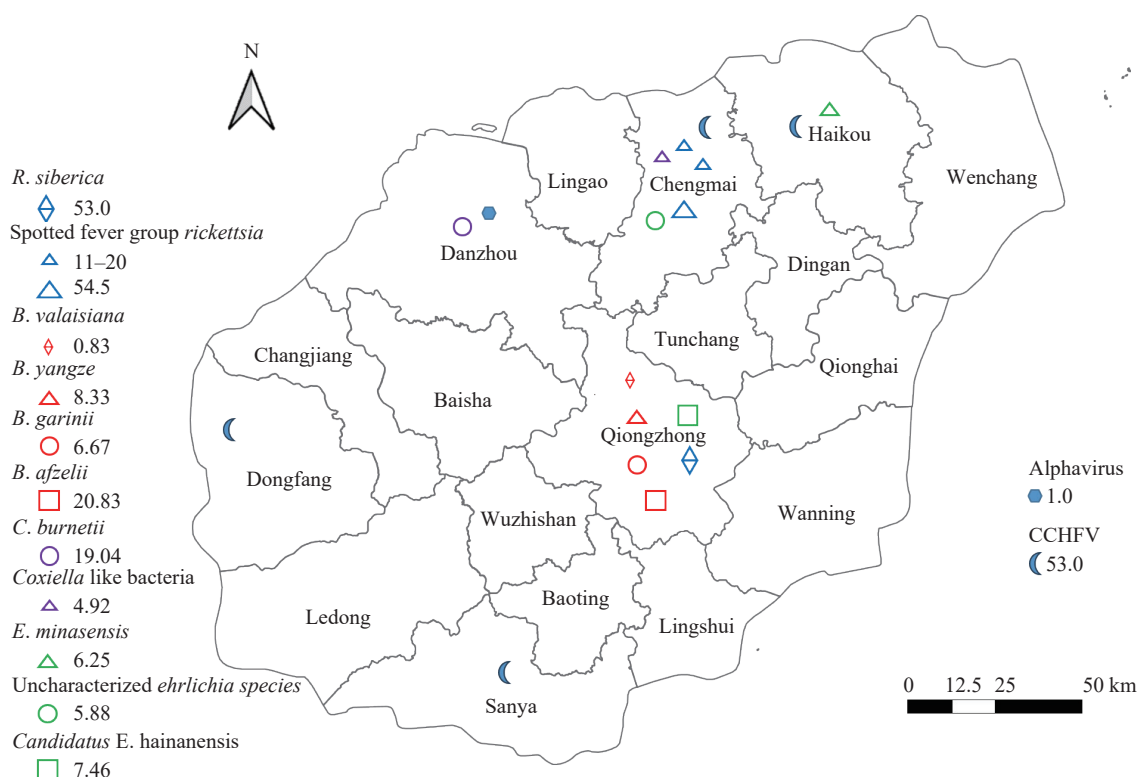 N
R. siberica
53.0
Spotted fever group rickettsia
11–20
54.5
B. valaisiana
0.83
B. yangze
8.33
B. garinii
6.67
B. afzelii
20.83
C. burnetii
19.04
Coxiella like bacteria
4.92
E. minasensis
6.25
Uncharacterized ehrlichia species
5.88
Candidatus E. hainanensis
7.46
Haikou
Wenchang
Lingao
Chengmai
Danzhou
Dingan
Tunchang
Qionghai
Changjiang
Baisha
Qiongzhong
Dongfang
Wuzhishan
Wanning
Baoting
Ledong
Lingshui
Sanya
Alphavirus
1.0
CCHFV
53.0
0 12.5 25 50 km